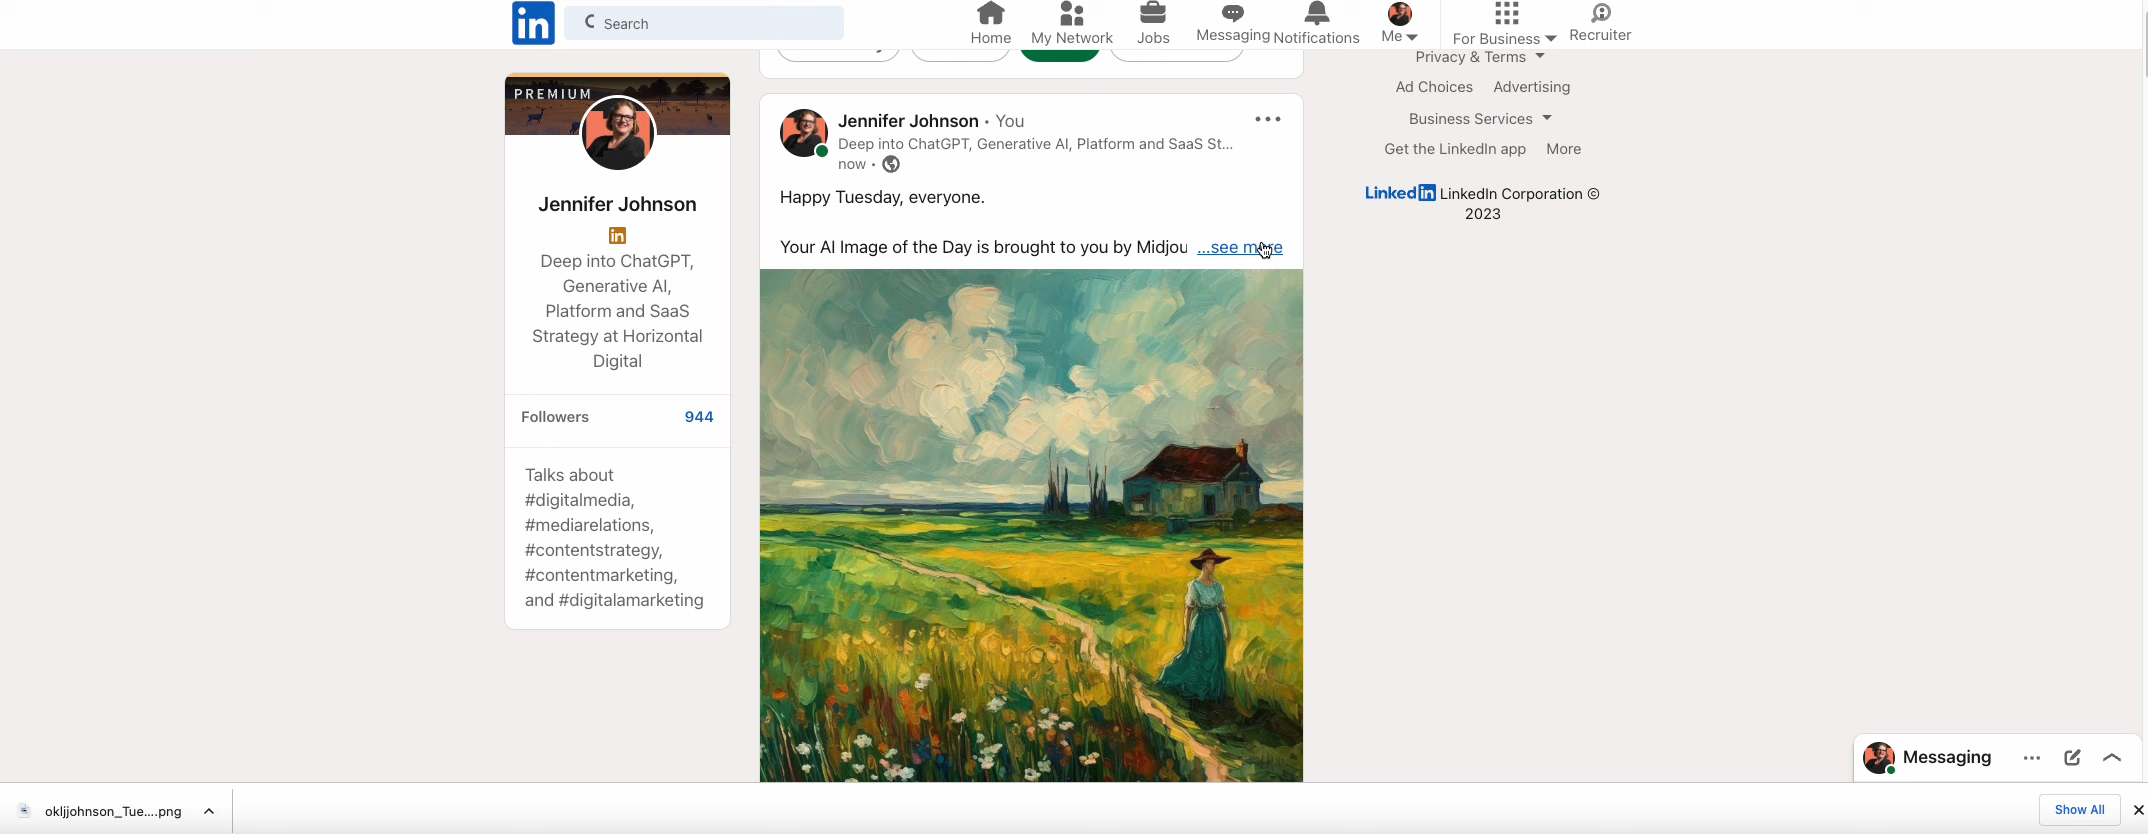 in Search
Home
My Network
Jobs
Messaging
Notifications
Me
For Business
Recruiter
PREMIUM
Jennifer Johnson
in
Deep into ChatGPT,
Generative AI,
Platform and SaaS
Strategy at Horizontal
Digital
Followers 944
Talks about
#digitalmedia,
#mediarelations,
#contentstrategy,
#contentmarketing,
and #digitalamarketing
Jennifer Johnson • You
Deep into ChatGPT, Generative AI, Platform and SaaS St...
now •
Happy Tuesday, everyone.
Your AI Image of the Day is brought to you by Midjou ...see more
Privacy & Terms
Ad Choices Advertising
Business Services
Get the LinkedIn app More
LinkedIn LinkedIn Corporation ©
2023
Messaging
okljjohnson_Tue....png
Show All